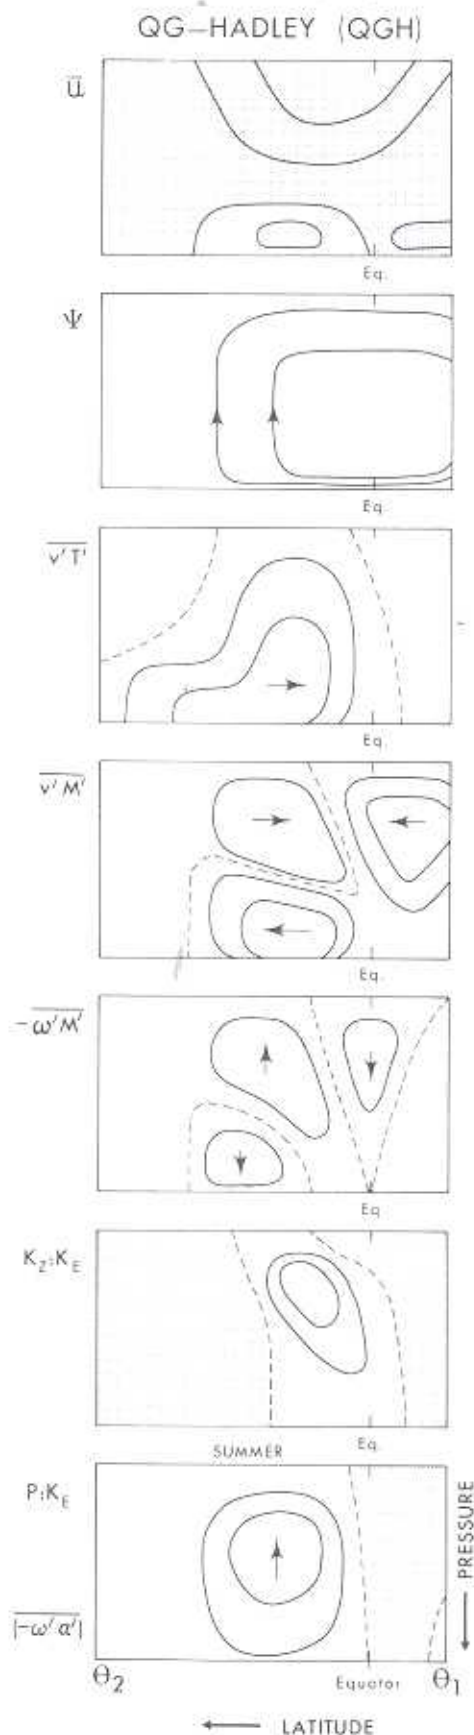 QG–HADLEY (QGH)
ū
Eq.
Ψ
Eq.
v'T'
Eq.
v'M'
Eq.
-ω'M'
Eq
K_Z:K_E
SUMMER
Eq.
P:K_E
PRESSURE
|-ω'α'|
θ₂
Equator
θ₁
LATITUDE